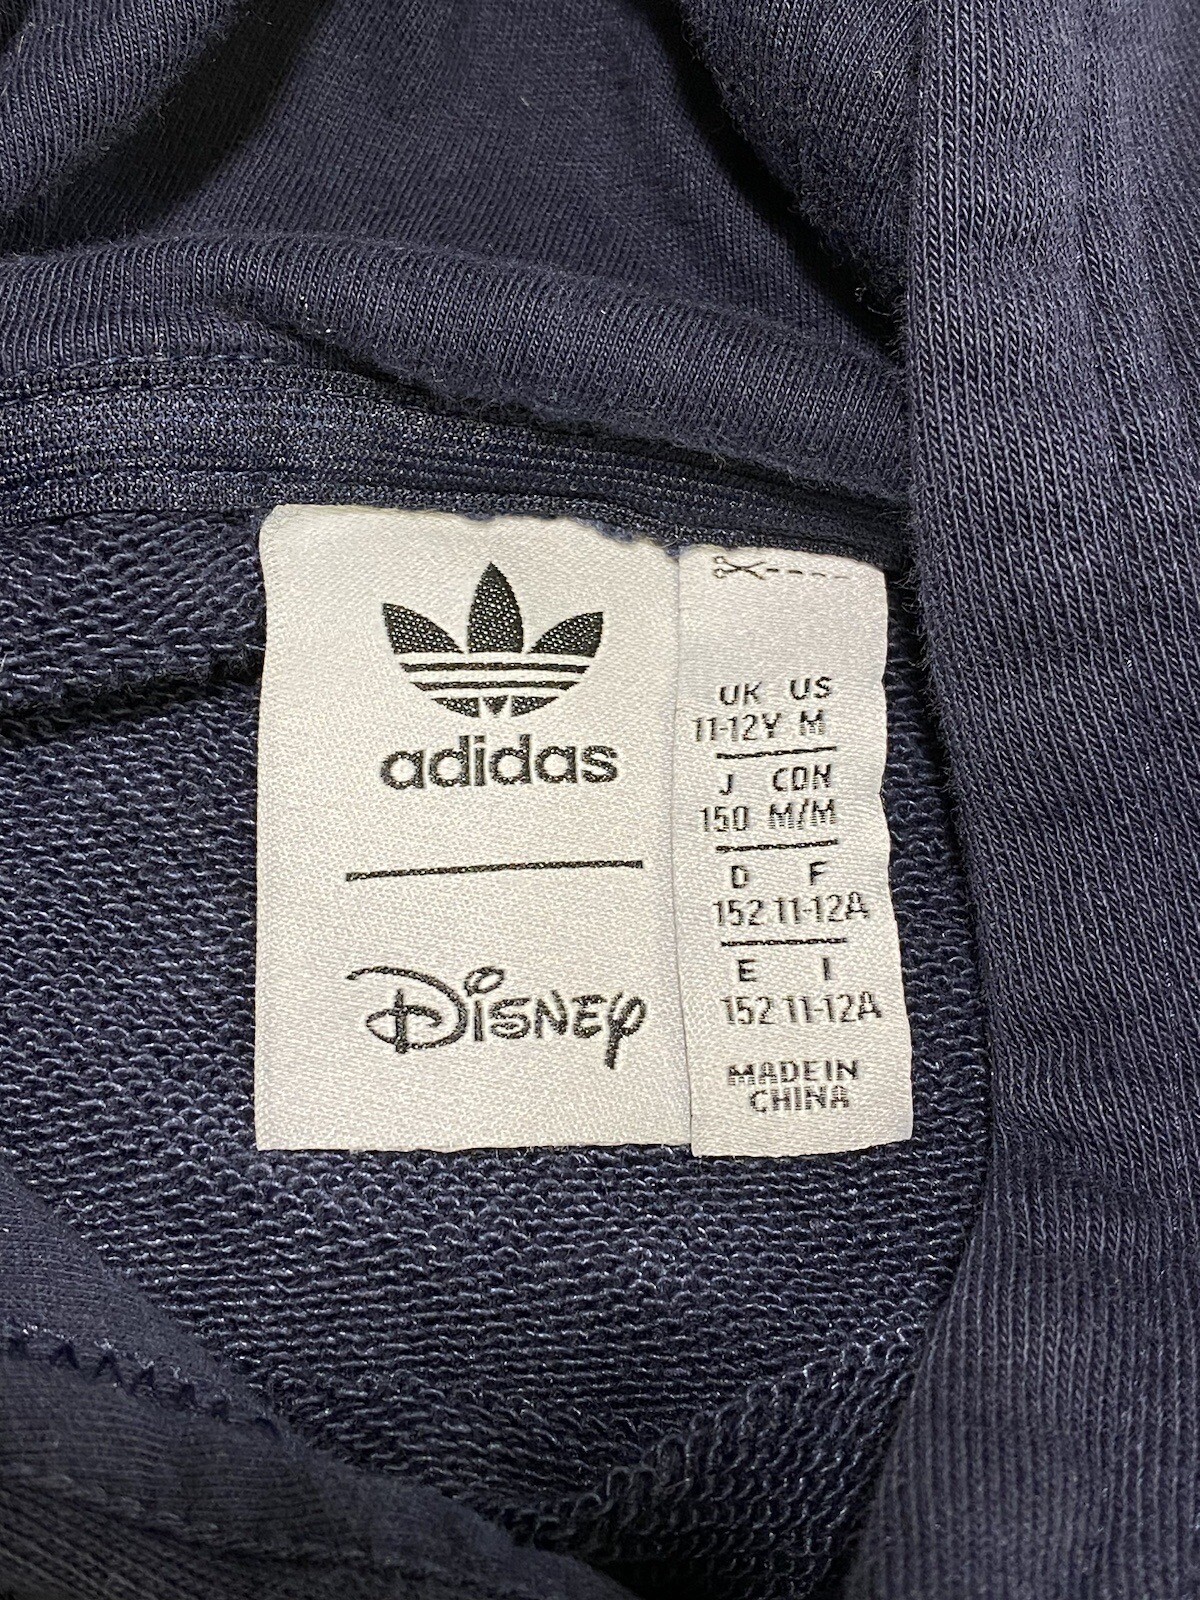 adidas
Disney
UK US
11-12Y M
J CDN
150 M/M
D F
152 11-12A
E I
152 11-12A
MADE IN
CHINA